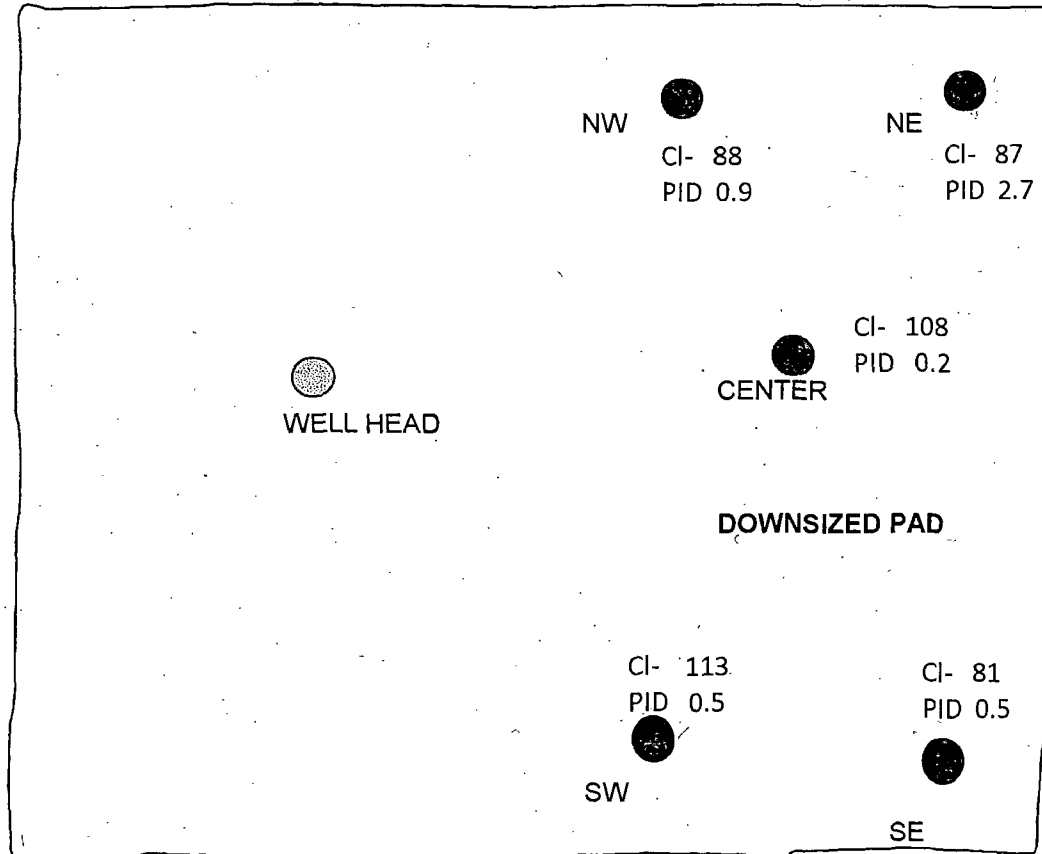 NW
Cl- 88
PID 0.9
NE
Cl- 87
PID 2.7
Cl- 108
PID 0.2
CENTER
WELL HEAD
DOWNSIZED PAD
Cl- 113
PID 0.5
SW
Cl- 81
PID 0.5
SE